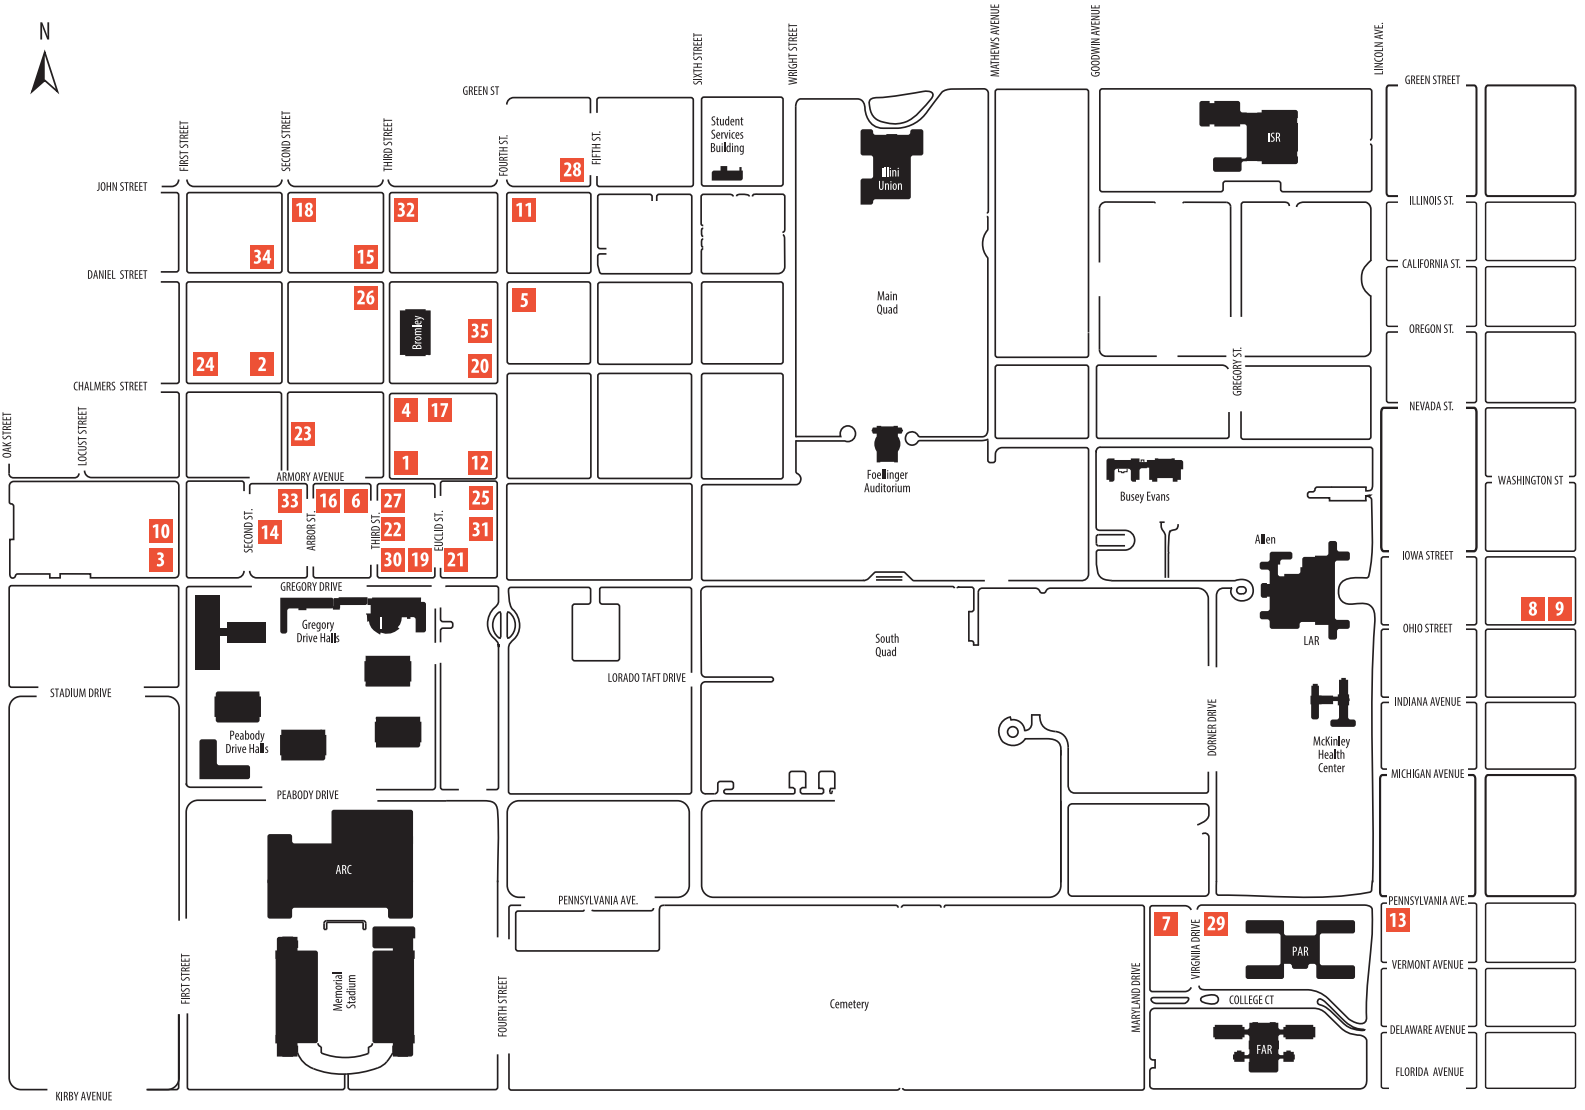 N
GREEN ST
SIXTH STREET
WRIGHT STREET
MATHEWS AVENUE
GOODWIN AVENUE
LINCOLN AVE.
GREEN STREET
FIRST STREET
SECOND STREET
THIRD STREET
FOURTH ST.
FIFTH ST.
Student
Services
Building
ISR
Illini
Union
28
JOHN STREET
18
32
11
ILLINOIS ST.
34
15
CALIFORNIA ST.
DANIEL STREET
26
5
Main
Quad
Bromley
35
OREGON ST.
24
2
20
GREGORY ST.
CHALMERS STREET
4
17
NEVADA ST.
OAK STREET
LOCUST STREET
23
1
12
ARMORY AVENUE
Foellinger
Auditorium
Busey Evans
WASHINGTON ST
33
16
6
27
25
10
14
22
31
SECOND ST.
ARBOR ST.
THIRD ST.
EUCLID ST.
3
30
19
21
Allen
IOWA STREET
GREGORY DRIVE
8
9
Gregory
Drive Halls
South
Quad
LAR
OHIO STREET
STADIUM DRIVE
LORADO TAFT DRIVE
INDIANA AVENUE
DORNER DRIVE
Peabody
Drive Halls
McKinley
Health
Center
MICHIGAN AVENUE
PEABODY DRIVE
ARC
PENNSYLVANIA AVE.
PENNSYLVANIA AVE.
7
29
13
VIRGNIIA DRIVE
PAR
VERMONT AVENUE
FIRST STREET
Memorial
Stadium
FOURTH STREET
Cemetery
MARYLAND DRIVE
COLLEGE CT
DELAWARE AVENUE
FAR
FLORIDA AVENUE
KIRBY AVENUE